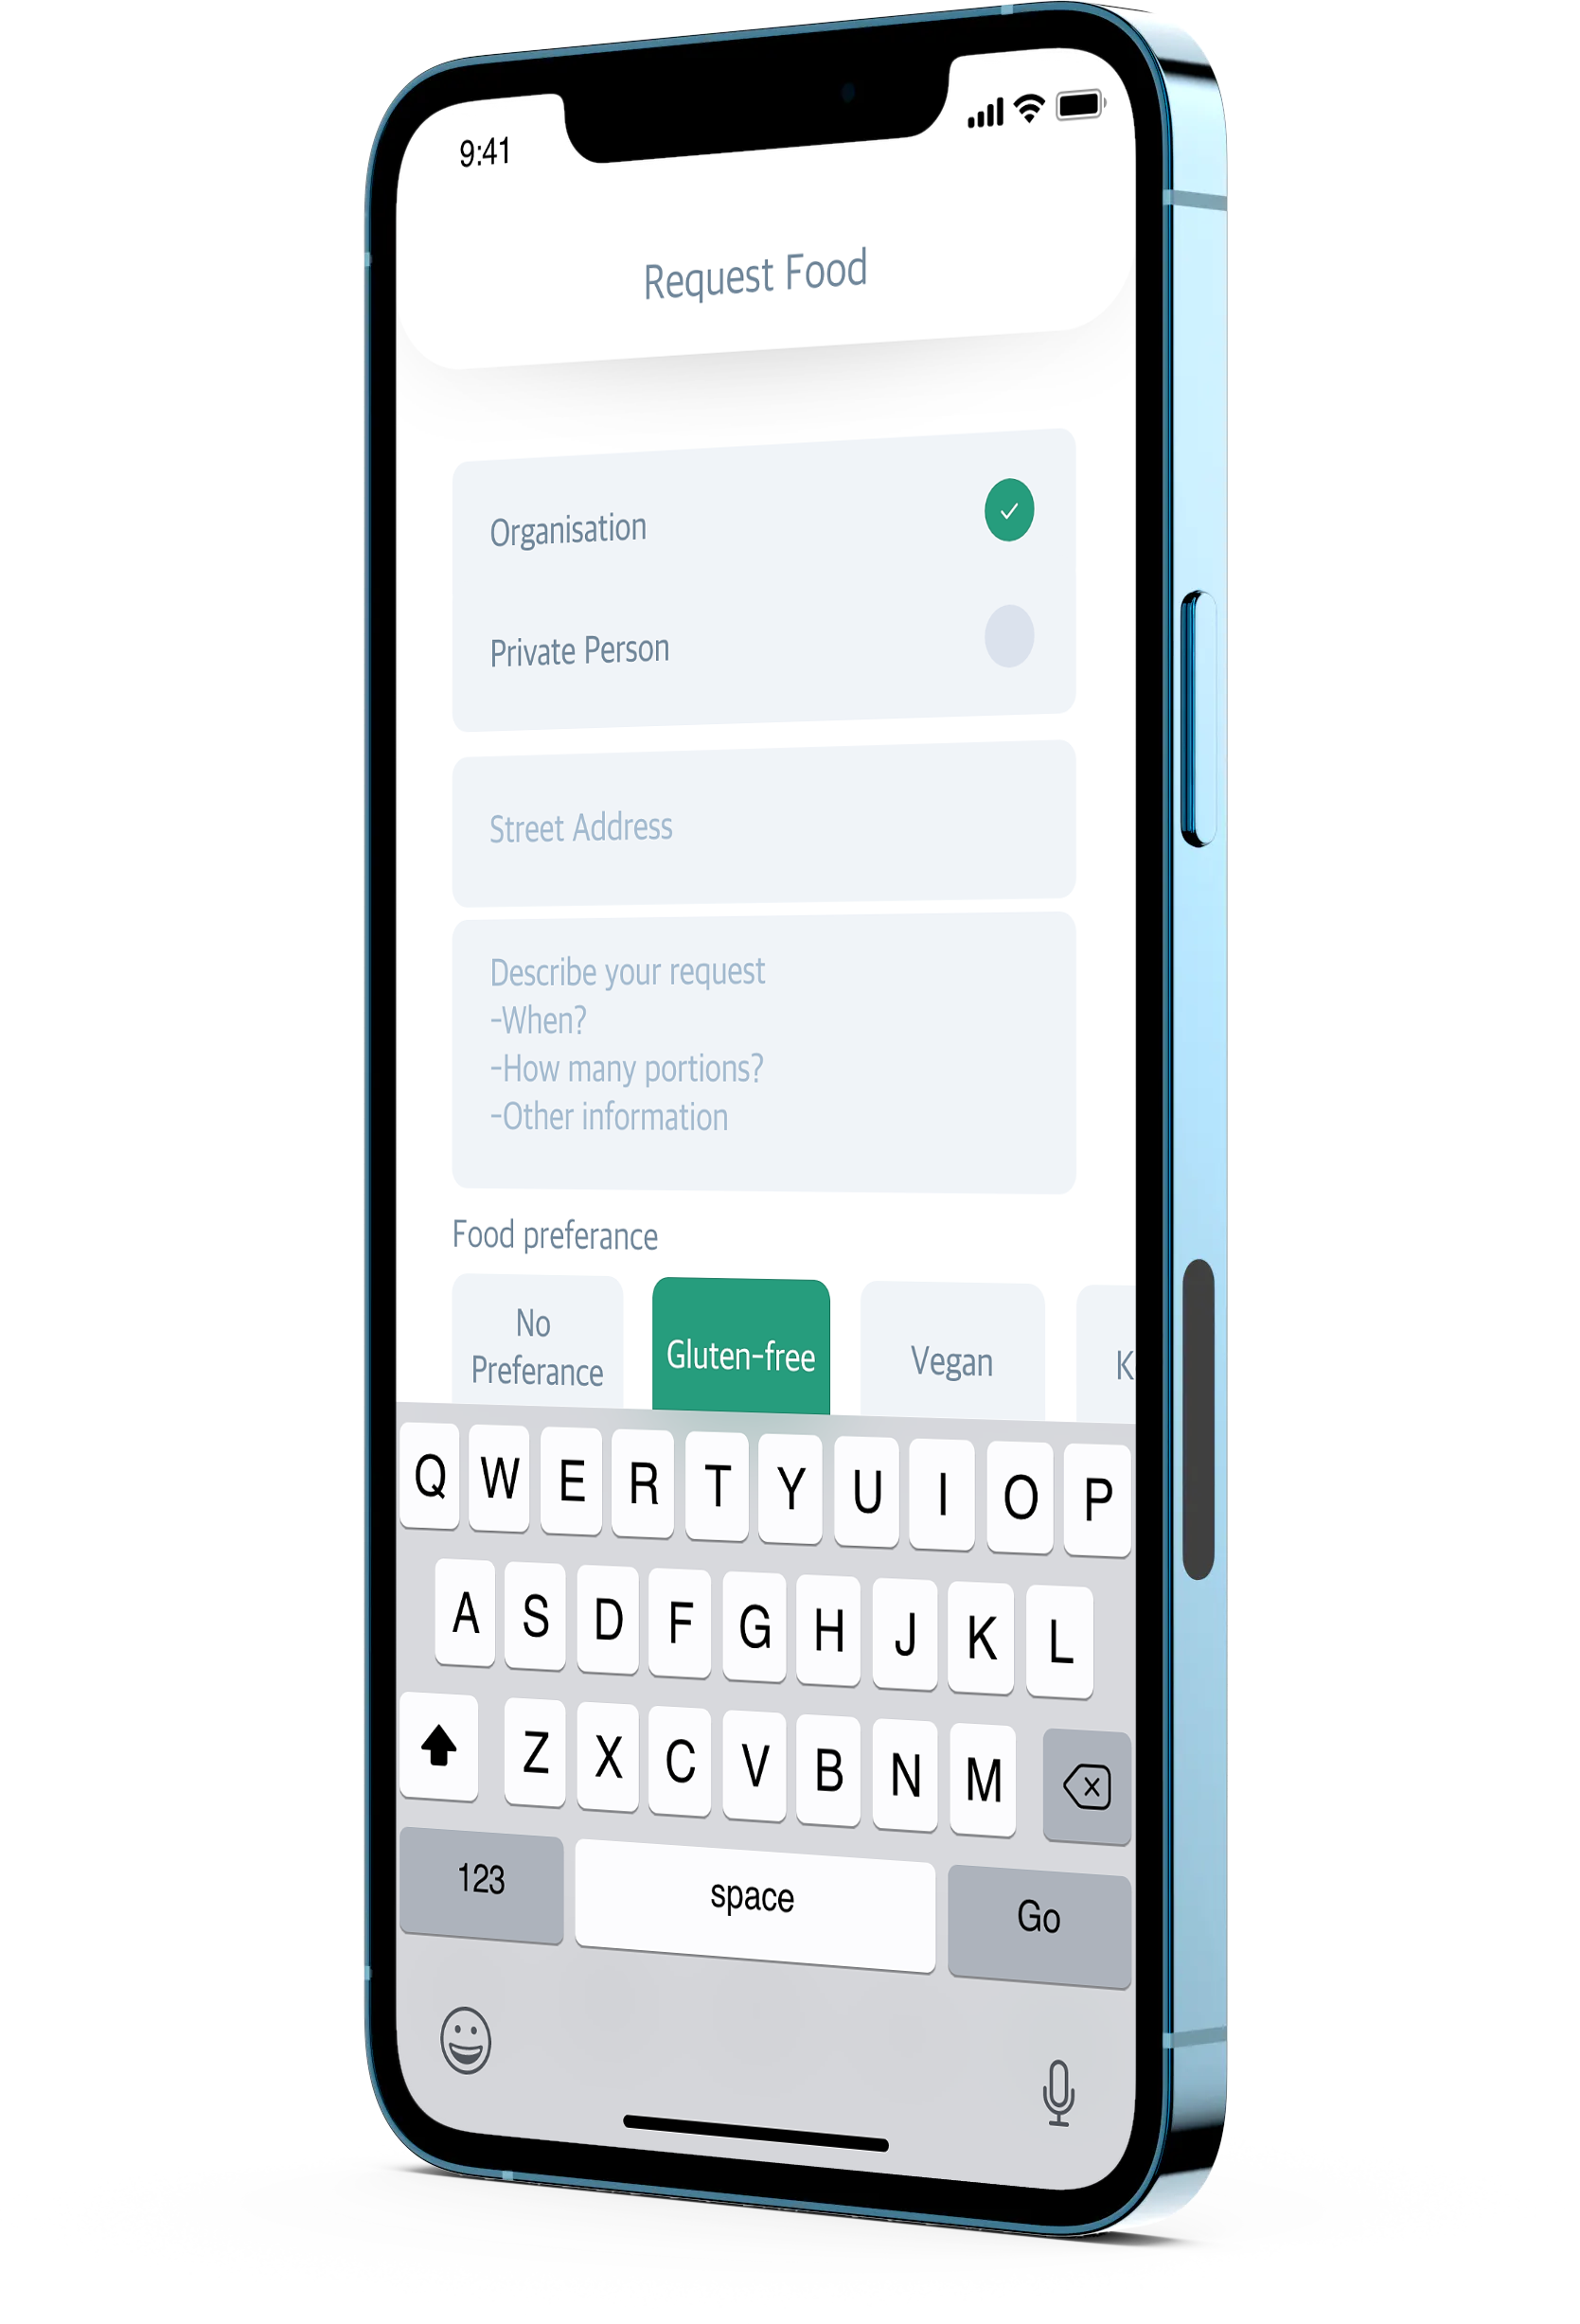 9:41
Request Food
Organisation
Private Person
Street Address
Describe your request
-When?
-How many portions?
-Other information
Food preferance
No
Preferance
Gluten-free
Vegan
K
Q W E R T Y U I O P
A S D F G H J K L
Z X C V B N M
123 space Go